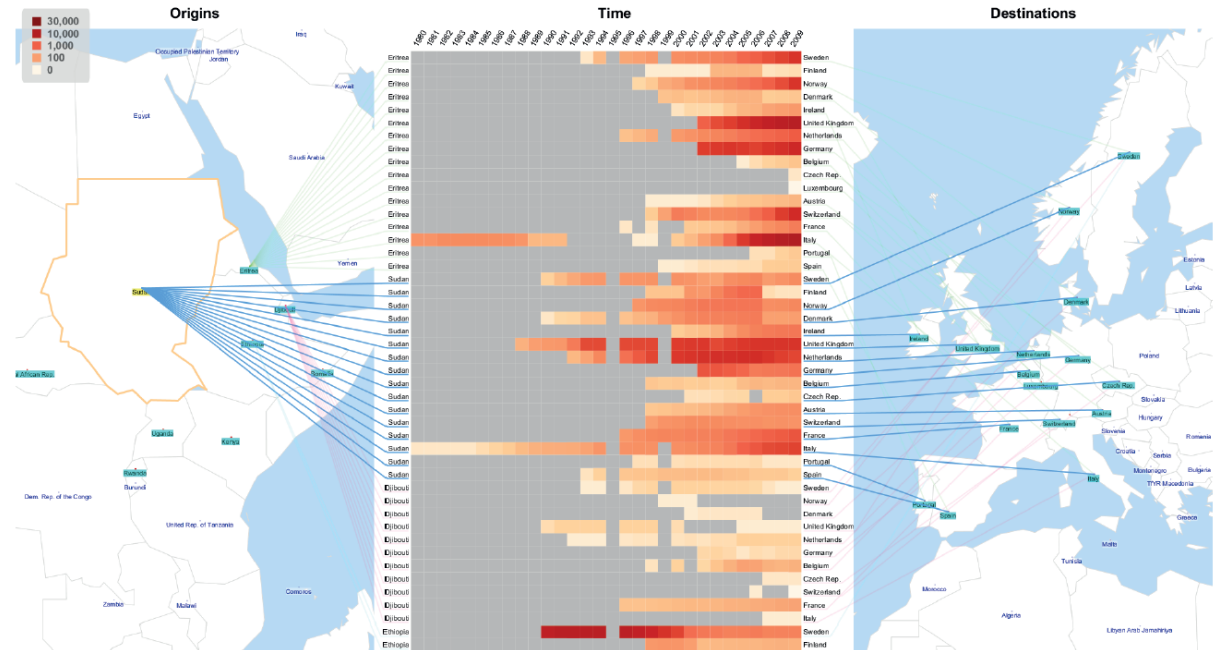 Origins
Time
Destinations
30,000
10,000
1,000
100
0
Iraq
Occupied Palestinian Territory
Jordan
Kuwait
Egypt
Saudi Arabia
Yemen
Eritrea
Djibouti
Somalia
al African Rep.
Uganda
Kenya
Rwanda
Burundi
Dem. Rep. of the Congo
United Rep. of Tanzania
Comoros
Zambia
Malawi
1980 1981 1982 1983 1984 1985 1986 1987 1988 1989 1990 1991 1992 1993 1994 1995 1996 1997 1998 1999 2000 2001 2002 2003 2004 2005 2006 2007 2008 2009
Eritrea Sweden
Eritrea Finland
Eritrea Norway
Eritrea Denmark
Eritrea Ireland
Eritrea United Kingdom
Eritrea Netherlands
Eritrea Germany
Eritrea Belgium
Eritrea Czech Rep.
Eritrea Luxembourg
Eritrea Austria
Eritrea Switzerland
Eritrea France
Eritrea Italy
Eritrea Portugal
Eritrea Spain
Sudan Sweden
Sudan Finland
Sudan Norway
Sudan Denmark
Sudan Ireland
Sudan United Kingdom
Sudan Netherlands
Sudan Germany
Sudan Belgium
Sudan Czech Rep.
Sudan Austria
Sudan Switzerland
Sudan France
Sudan Italy
Sudan Portugal
Sudan Spain
Djibouti Sweden
Djibouti Norway
Djibouti Denmark
Djibouti United Kingdom
Djibouti Netherlands
Djibouti Germany
Djibouti Belgium
Djibouti Czech Rep.
Djibouti Switzerland
Djibouti France
Djibouti Italy
Ethiopia Sweden
Ethiopia Finland
Sweden
Norway
Estonia
Latvia
Denmark
Lithuania
Ireland
United Kingdom
Netherlands
Germany
Poland
Belgium
Luxembourg
Czech Rep.
Slovakia
Austria
Hungary
Switzerland
France
Slovenia
Romania
Croatia
Serbia
Montenegro
Bulgaria
Italy
TFYR Macedonia
Portugal
Spain
Greece
Malta
Tunisia
Morocco
Algeria
Libyan Arab Jamahiriya